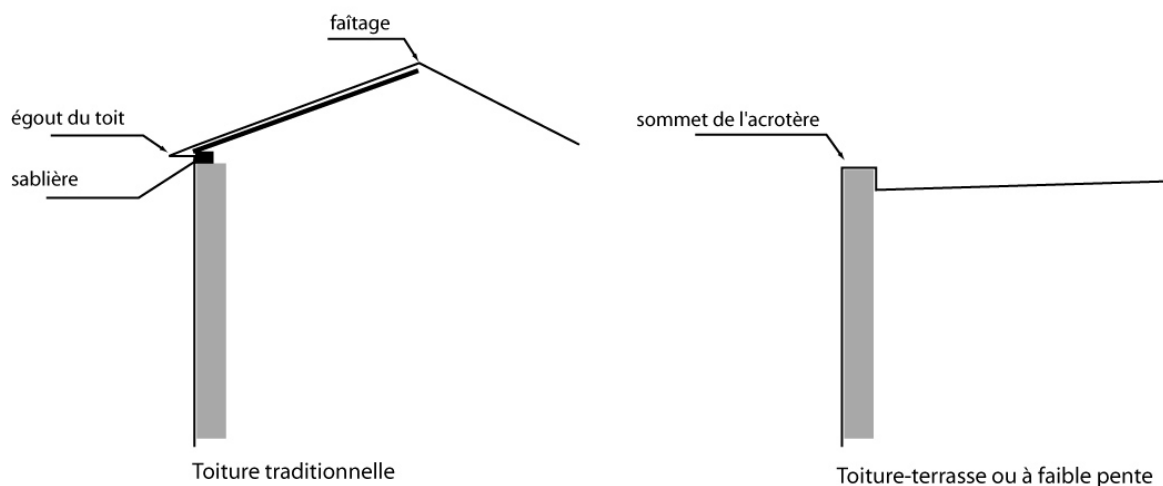 faîtage
égout du toit
sablière
Toiture traditionnelle
sommet de l'acrotère
Toiture-terrasse ou à faible pente